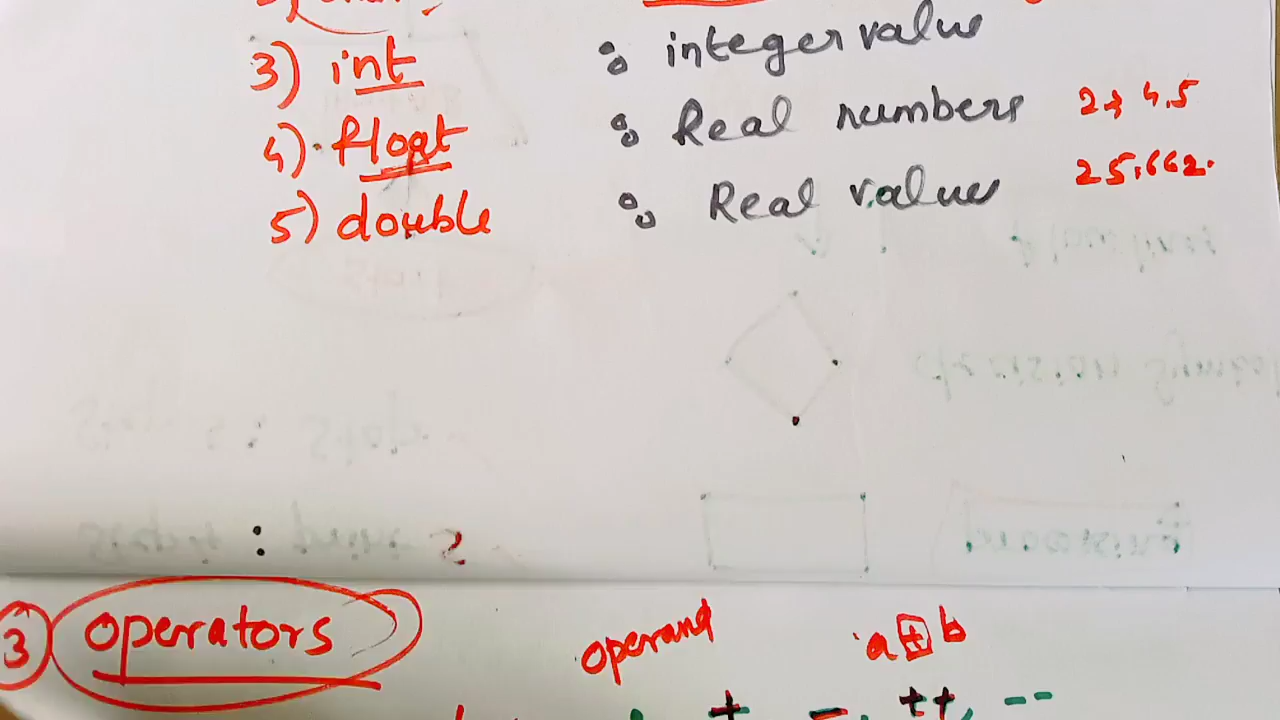 3) int : integer value
4) float : Real numbers 2, 4.5
5) double : Real values 25.662.
3 operators operand a + b
+ -, ++, --